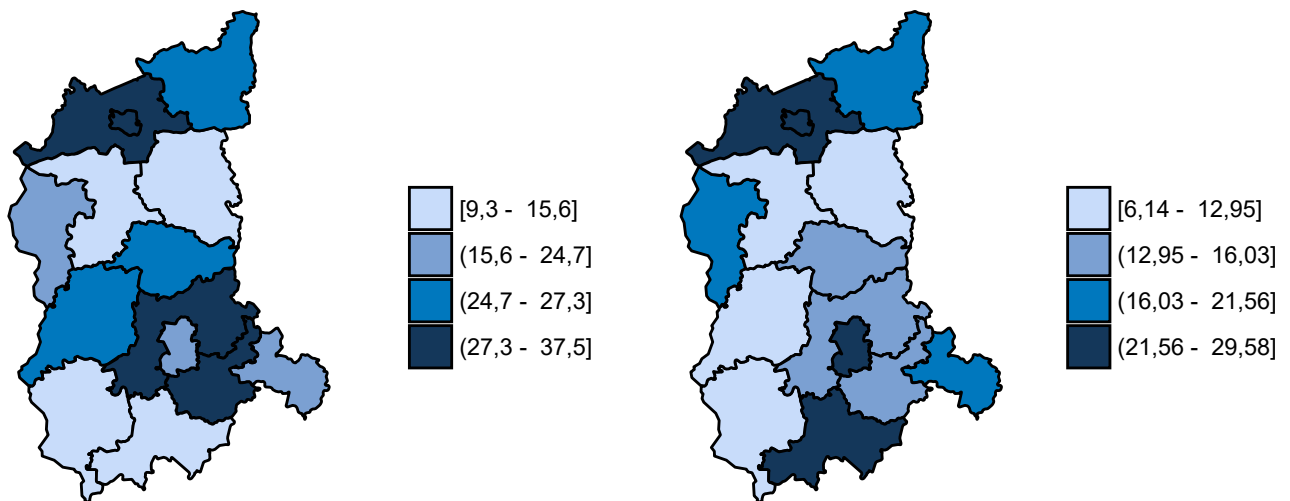 [9,3 - 15,6]
(15,6 - 24,7]
(24,7 - 27,3]
(27,3 - 37,5]
[6,14 - 12,95]
(12,95 - 16,03]
(16,03 - 21,56]
(21,56 - 29,58]